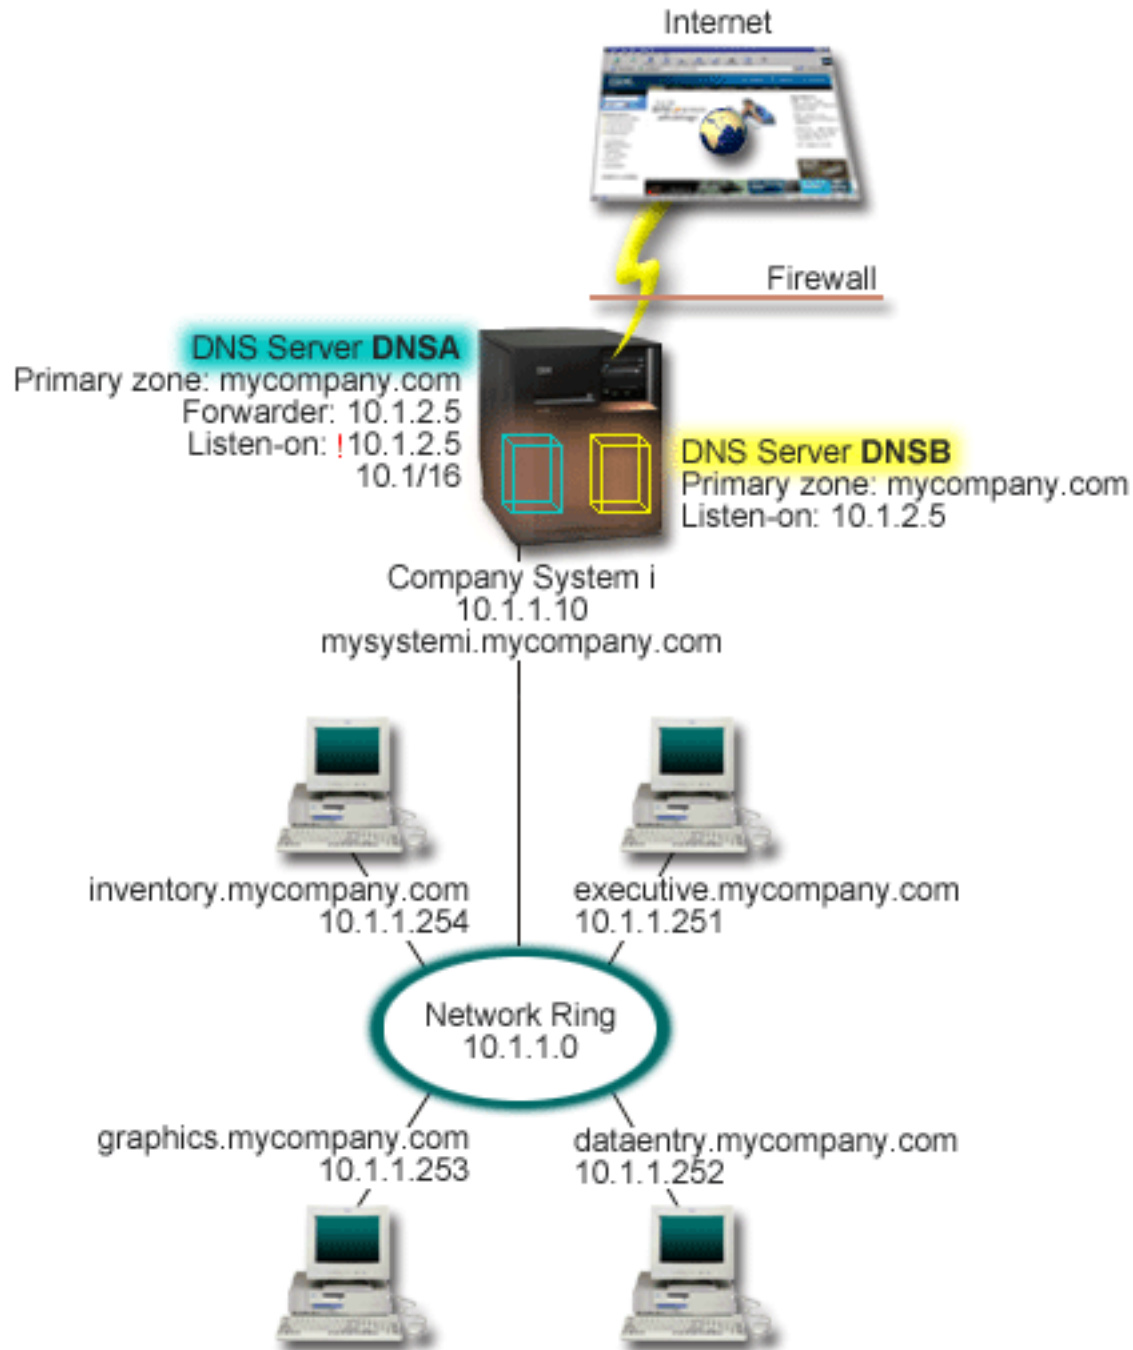 Internet
Firewall
DNS Server DNSA
Primary zone: mycompany.com
Forwarder: 10.1.2.5
Listen-on: !10.1.2.5
10.1/16
DNS Server DNSB
Primary zone: mycompany.com
Listen-on: 10.1.2.5
Company System i
10.1.1.10
mysystemi.mycompany.com
inventory.mycompany.com
10.1.1.254
executive.mycompany.com
10.1.1.251
Network Ring
10.1.1.0
graphics.mycompany.com
10.1.1.253
dataentry.mycompany.com
10.1.1.252